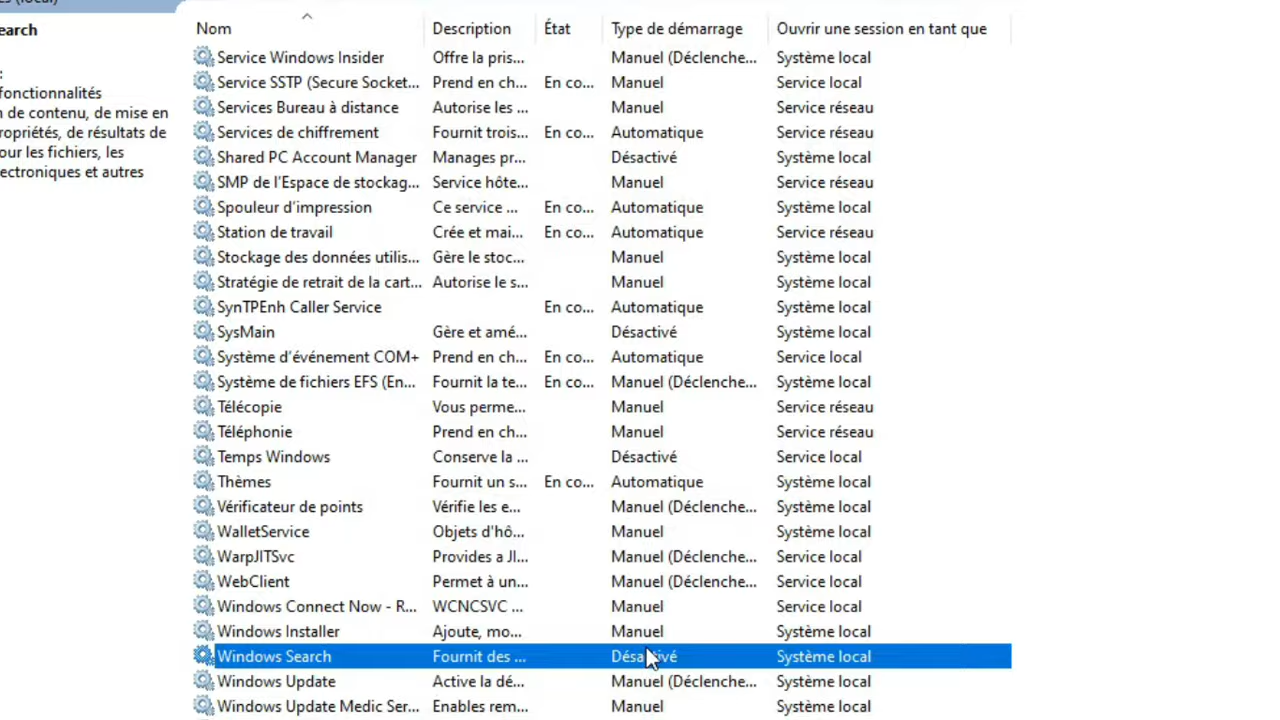 (local)
earch
:
fonctionnalités
n de contenu, de mise en
ropriétés, de résultats de
our les fichiers, les
ectroniques et autres
Nom Description État Type de démarrage Ouvrir une session en tant que
Service Windows Insider Offre la pris... Manuel (Déclenche... Système local
Service SSTP (Secure Socket... Prend en ch... En co... Manuel Service local
Services Bureau à distance Autorise les ... Manuel Service réseau
Services de chiffrement Fournit trois... En co... Automatique Service réseau
Shared PC Account Manager Manages pr... Désactivé Système local
SMP de l'Espace de stockag... Service hôte... Manuel Service réseau
Spouleur d'impression Ce service ... En co... Automatique Système local
Station de travail Crée et mai... En co... Automatique Service réseau
Stockage des données utilis... Gère le stoc... Manuel Système local
Stratégie de retrait de la cart... Autorise le s... Manuel Système local
SynTPEnh Caller Service En co... Automatique Système local
SysMain Gère et amé... Désactivé Système local
Système d'événement COM+ Prend en ch... En co... Automatique Service local
Système de fichiers EFS (En... Fournit la te... En co... Manuel (Déclenche... Système local
Télécopie Vous perme... Manuel Service réseau
Téléphonie Prend en ch... Manuel Service réseau
Temps Windows Conserve la ... Désactivé Service local
Thèmes Fournit un s... En co... Automatique Système local
Vérificateur de points Vérifie les e... Manuel (Déclenche... Système local
WalletService Objets d'hô... Manuel Système local
WarpJITSvc Provides a JI... Manuel (Déclenche... Service local
WebClient Permet à un... Manuel (Déclenche... Service local
Windows Connect Now - R... WCNCSVC ... Manuel Service local
Windows Installer Ajoute, mo... Manuel Système local
Windows Search Fournit des ... Désactivé Système local
Windows Update Active la dé... Manuel (Déclenche... Système local
Windows Update Medic Ser... Enables rem... Manuel Système local